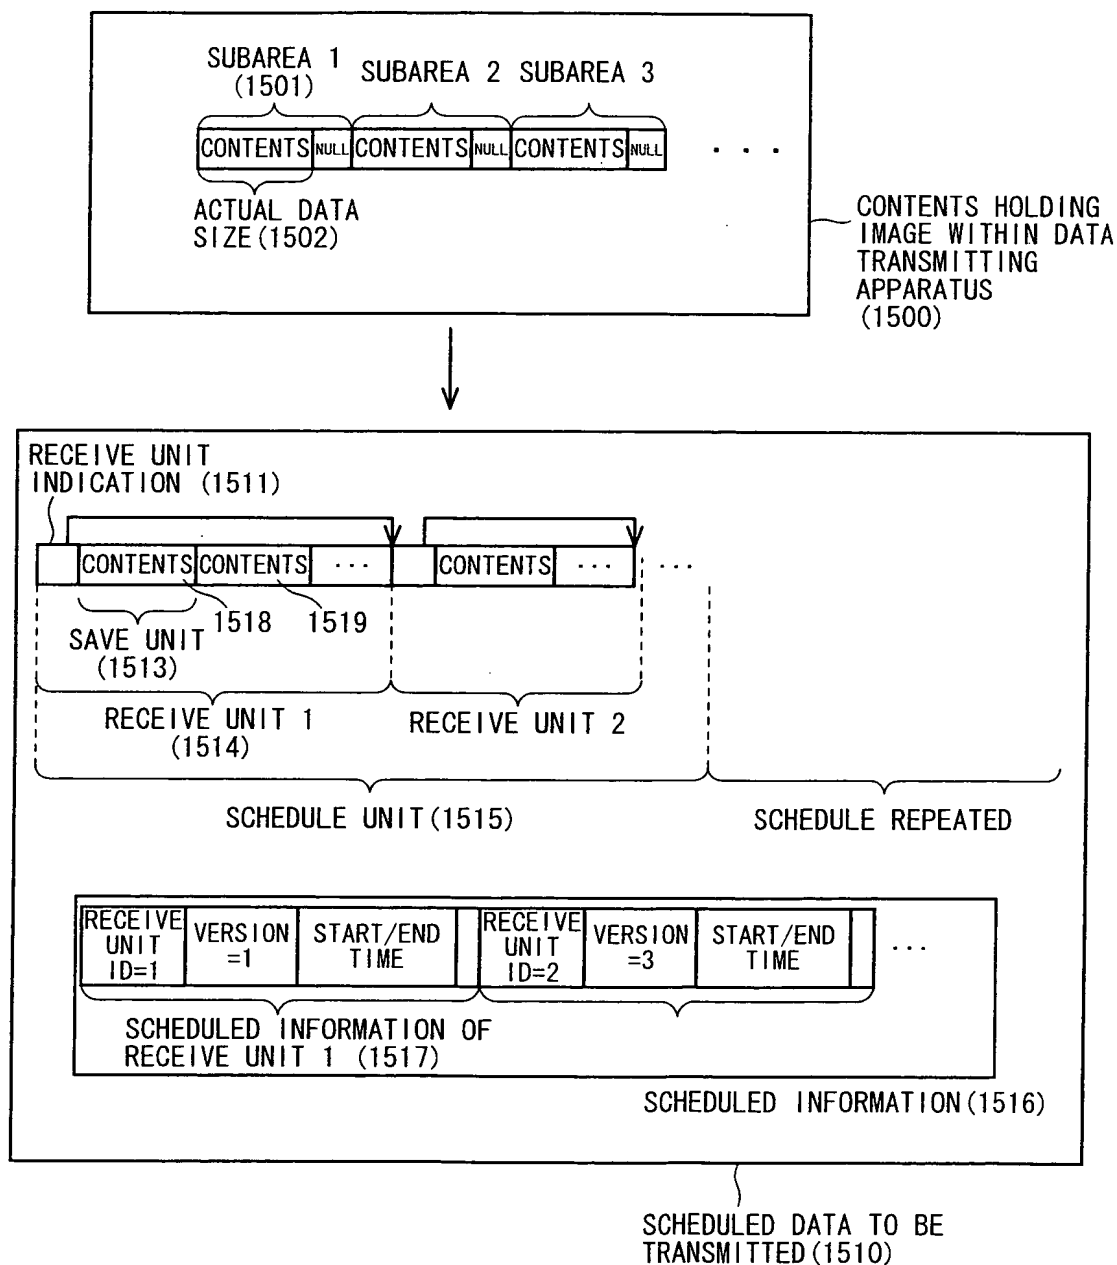 SUBAREA 1
(1501)
SUBAREA 2
SUBAREA 3
CONTENTS
NULL
CONTENTS
NULL
CONTENTS
NULL
. . .
ACTUAL DATA
SIZE(1502)
CONTENTS HOLDING
IMAGE WITHIN DATA
TRANSMITTING
APPARATUS
(1500)
RECEIVE UNIT
INDICATION (1511)
CONTENTS
CONTENTS
...
CONTENTS
...
...
1518
1519
SAVE UNIT
(1513)
RECEIVE UNIT 1
(1514)
RECEIVE UNIT 2
SCHEDULE UNIT(1515)
SCHEDULE REPEATED
RECEIVE
UNIT
ID=1
VERSION
=1
START/END
TIME
RECEIVE
UNIT
ID=2
VERSION
=3
START/END
TIME
...
SCHEDULED INFORMATION OF
RECEIVE UNIT 1 (1517)
SCHEDULED INFORMATION(1516)
SCHEDULED DATA TO BE
TRANSMITTED(1510)